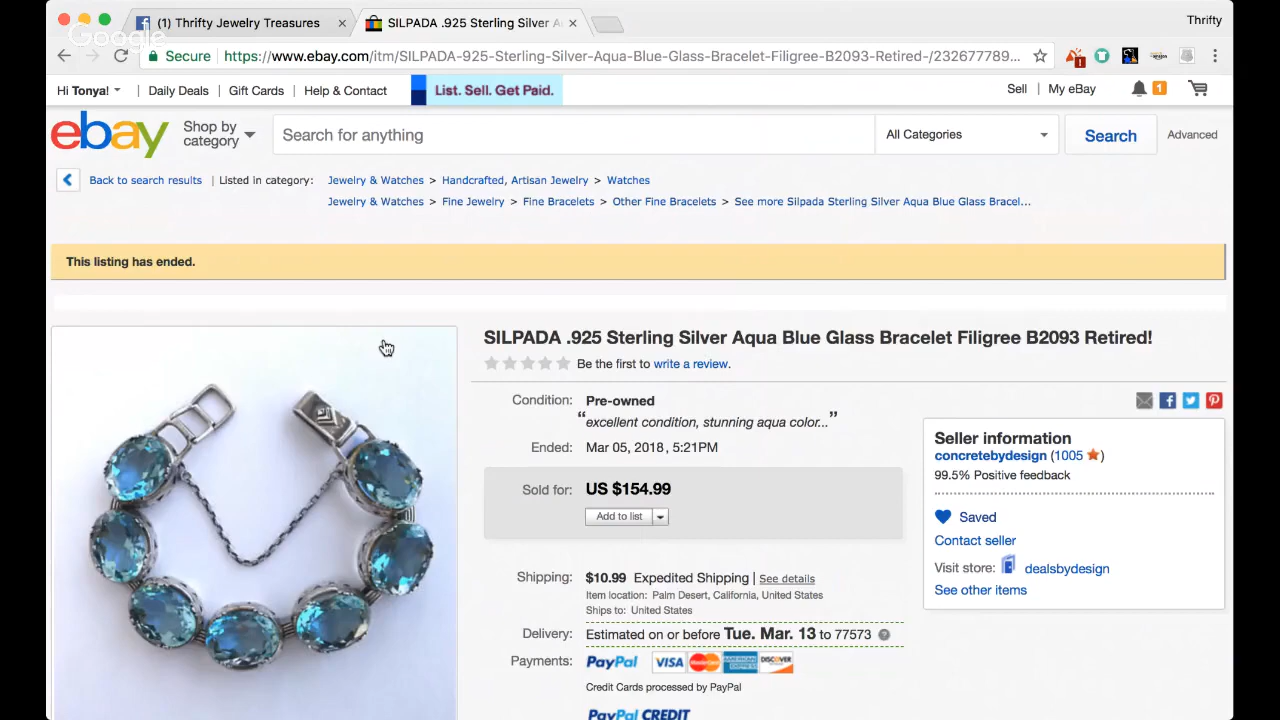 (1) Thrifty Jewelry Treasures × SILPADA .925 Sterling Silver A × Thrifty
Google
Secure https://www.ebay.com/itm/SILPADA-925-Sterling-Silver-Aqua-Blue-Glass-Bracelet-Filigree-B2093-Retired-/232677789...
Hi Tonya! | Daily Deals | Gift Cards | Help & Contact List. Sell. Get Paid. Sell | My eBay 1
ebay Shop by category Search for anything All Categories Search Advanced
Back to search results | Listed in category: Jewelry & Watches > Handcrafted, Artisan Jewelry > Watches
Jewelry & Watches > Fine Jewelry > Fine Bracelets > Other Fine Bracelets > See more Silpada Sterling Silver Aqua Blue Glass Bracel...
This listing has ended.
SILPADA .925 Sterling Silver Aqua Blue Glass Bracelet Filigree B2093 Retired!
Be the first to write a review.
Condition: Pre-owned
“excellent condition, stunning aqua color...”
Ended: Mar 05, 2018 , 5:21PM
Sold for: US $154.99
Add to list
Shipping: $10.99 Expedited Shipping | See details
Item location: Palm Desert, California, United States
Ships to: United States
Delivery: Estimated on or before Tue. Mar. 13 to 77573 ?
Payments: PayPal VISA MasterCard AMERICAN EXPRESS DISCOVER
Credit Cards processed by PayPal
PayPal CREDIT
Seller information
concretebydesign (1005 )
99.5% Positive feedback
Saved
Contact seller
Visit store: dealsbydesign
See other items